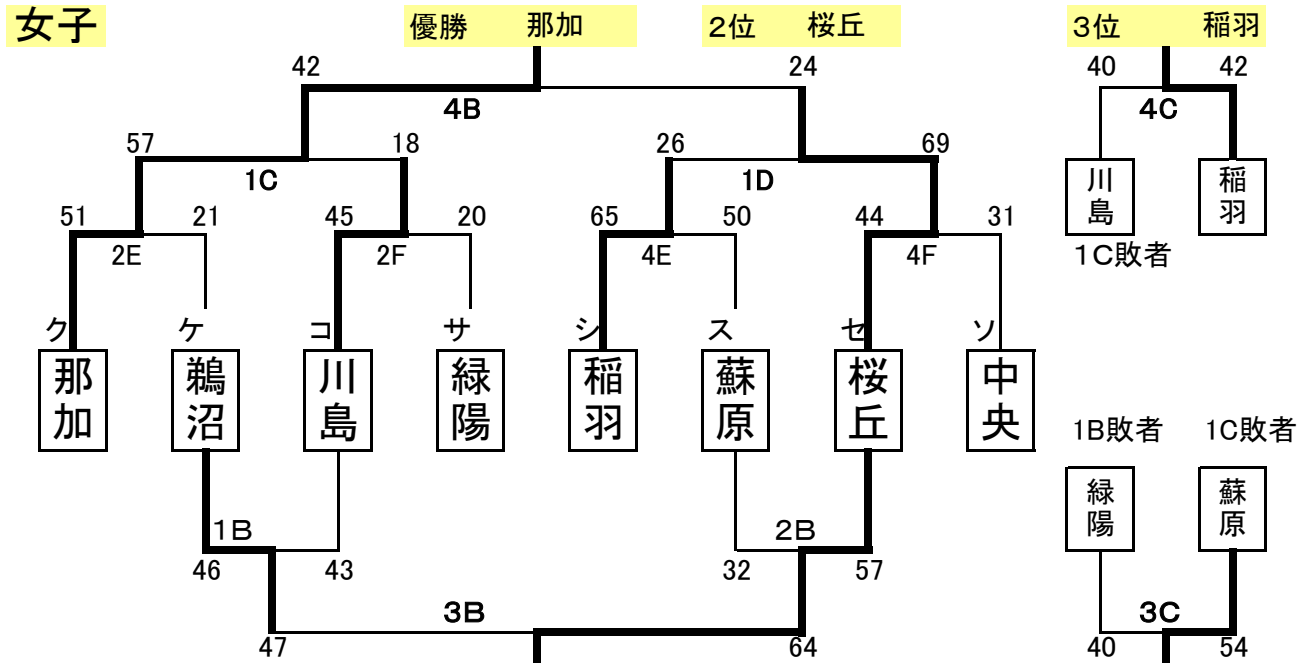 女子
優勝 那加
2位 桜丘
3位 稲羽
42 24 40 42
4B 4C
57 18 26 69
1C 1D
川島 稲羽
51 21 45 20 65 50 44 31
2E 2F 4E 4F
1C敗者
ク ケ コ サ シ ス セ ソ
那加 鵜沼 川島 緑陽 稲羽 蘇原 桜丘 中央
1B敗者 1C敗者
緑陽 蘇原
1B 2B
46 43 32 57
3B 3C
47 64 40 54